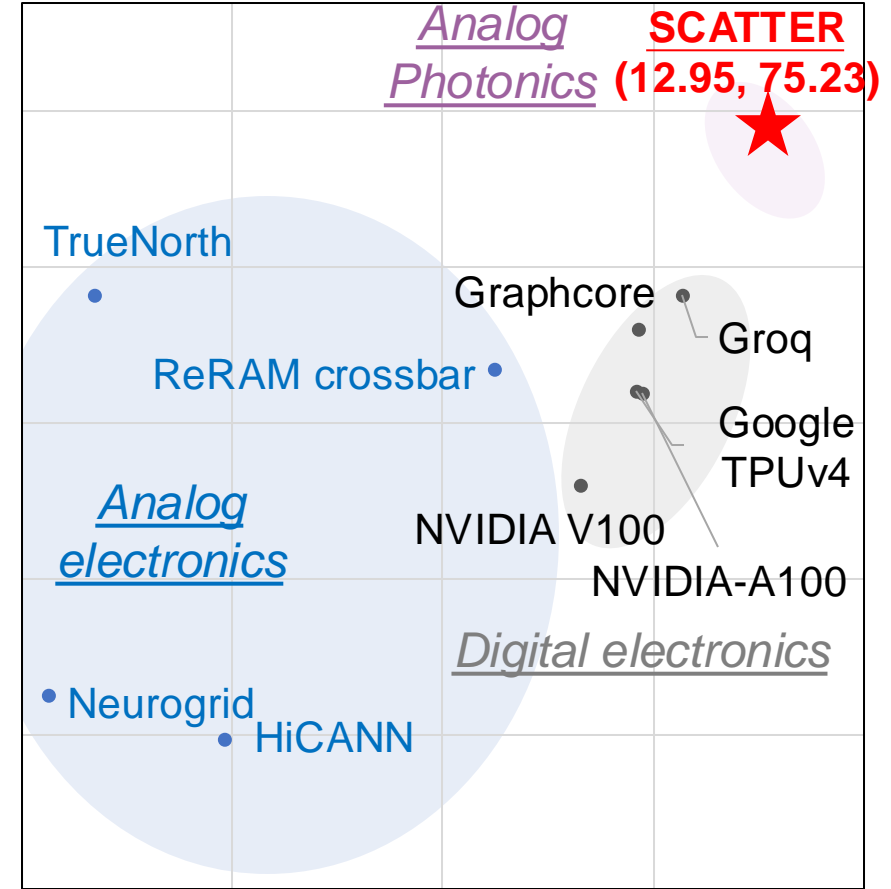 Analog
Photonics
SCATTER
(12.95, 75.23)
TrueNorth
Graphcore
Groq
ReRAM crossbar
Google
TPUv4
Analog
electronics
NVIDIA V100
NVIDIA-A100
Digital electronics
Neurogrid
HiCANN